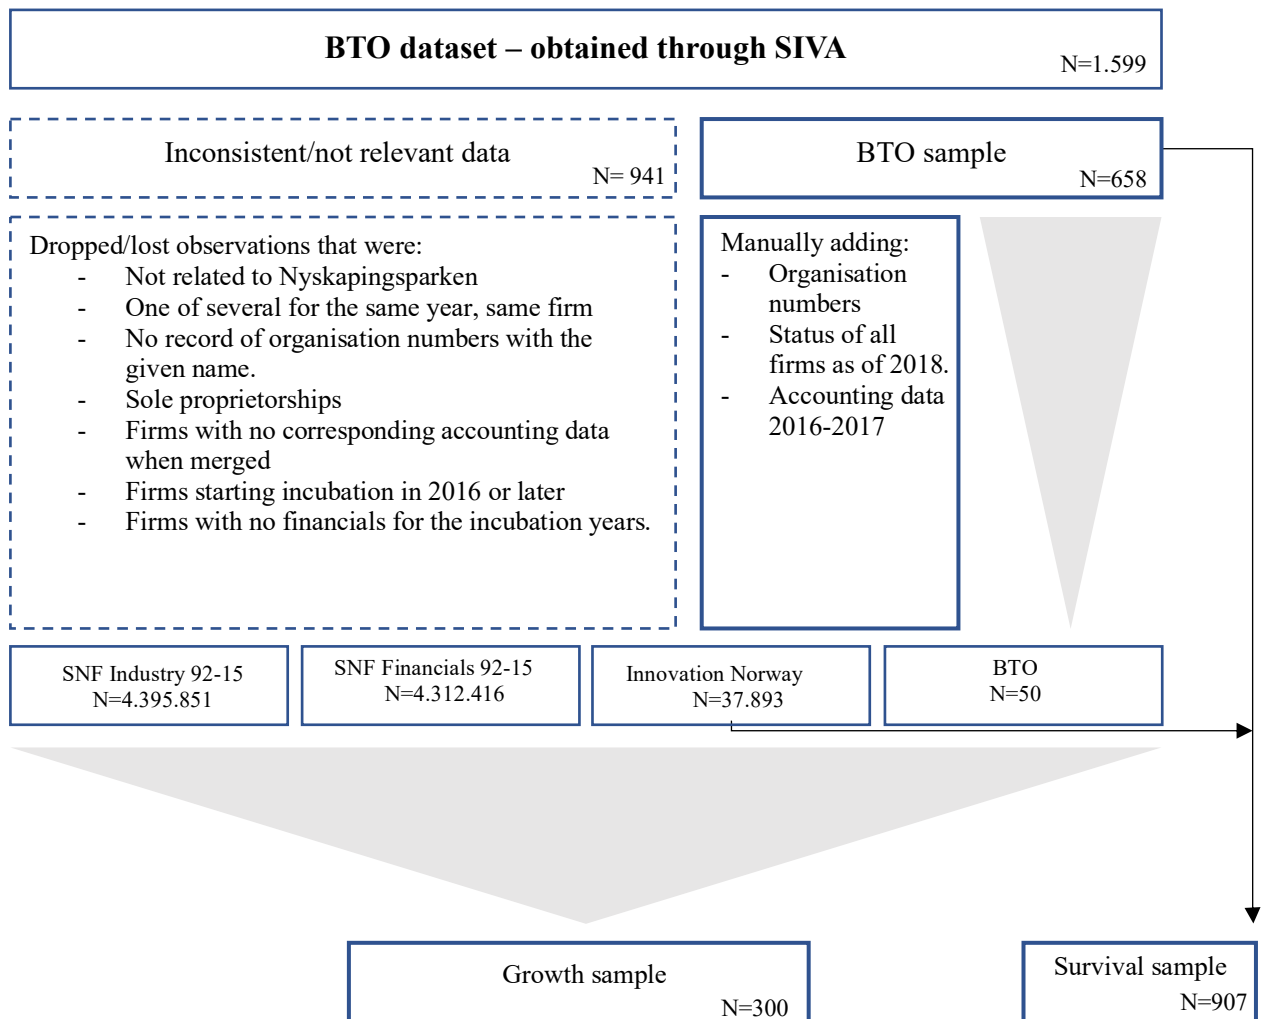 BTO dataset – obtained through SIVA
N=1.599
Inconsistent/not relevant data
N= 941
BTO sample
N=658
Dropped/lost observations that were:
- Not related to Nyskapingsparken
- One of several for the same year, same firm
- No record of organisation numbers with the
given name.
- Sole proprietorships
- Firms with no corresponding accounting data
when merged
- Firms starting incubation in 2016 or later
- Firms with no financials for the incubation years.
Manually adding:
- Organisation
numbers
- Status of all
firms as of 2018.
- Accounting data
2016-2017
SNF Industry 92-15
N=4.395.851
SNF Financials 92-15
N=4.312.416
Innovation Norway
N=37.893
BTO
N=50
Growth sample
N=300
Survival sample
N=907